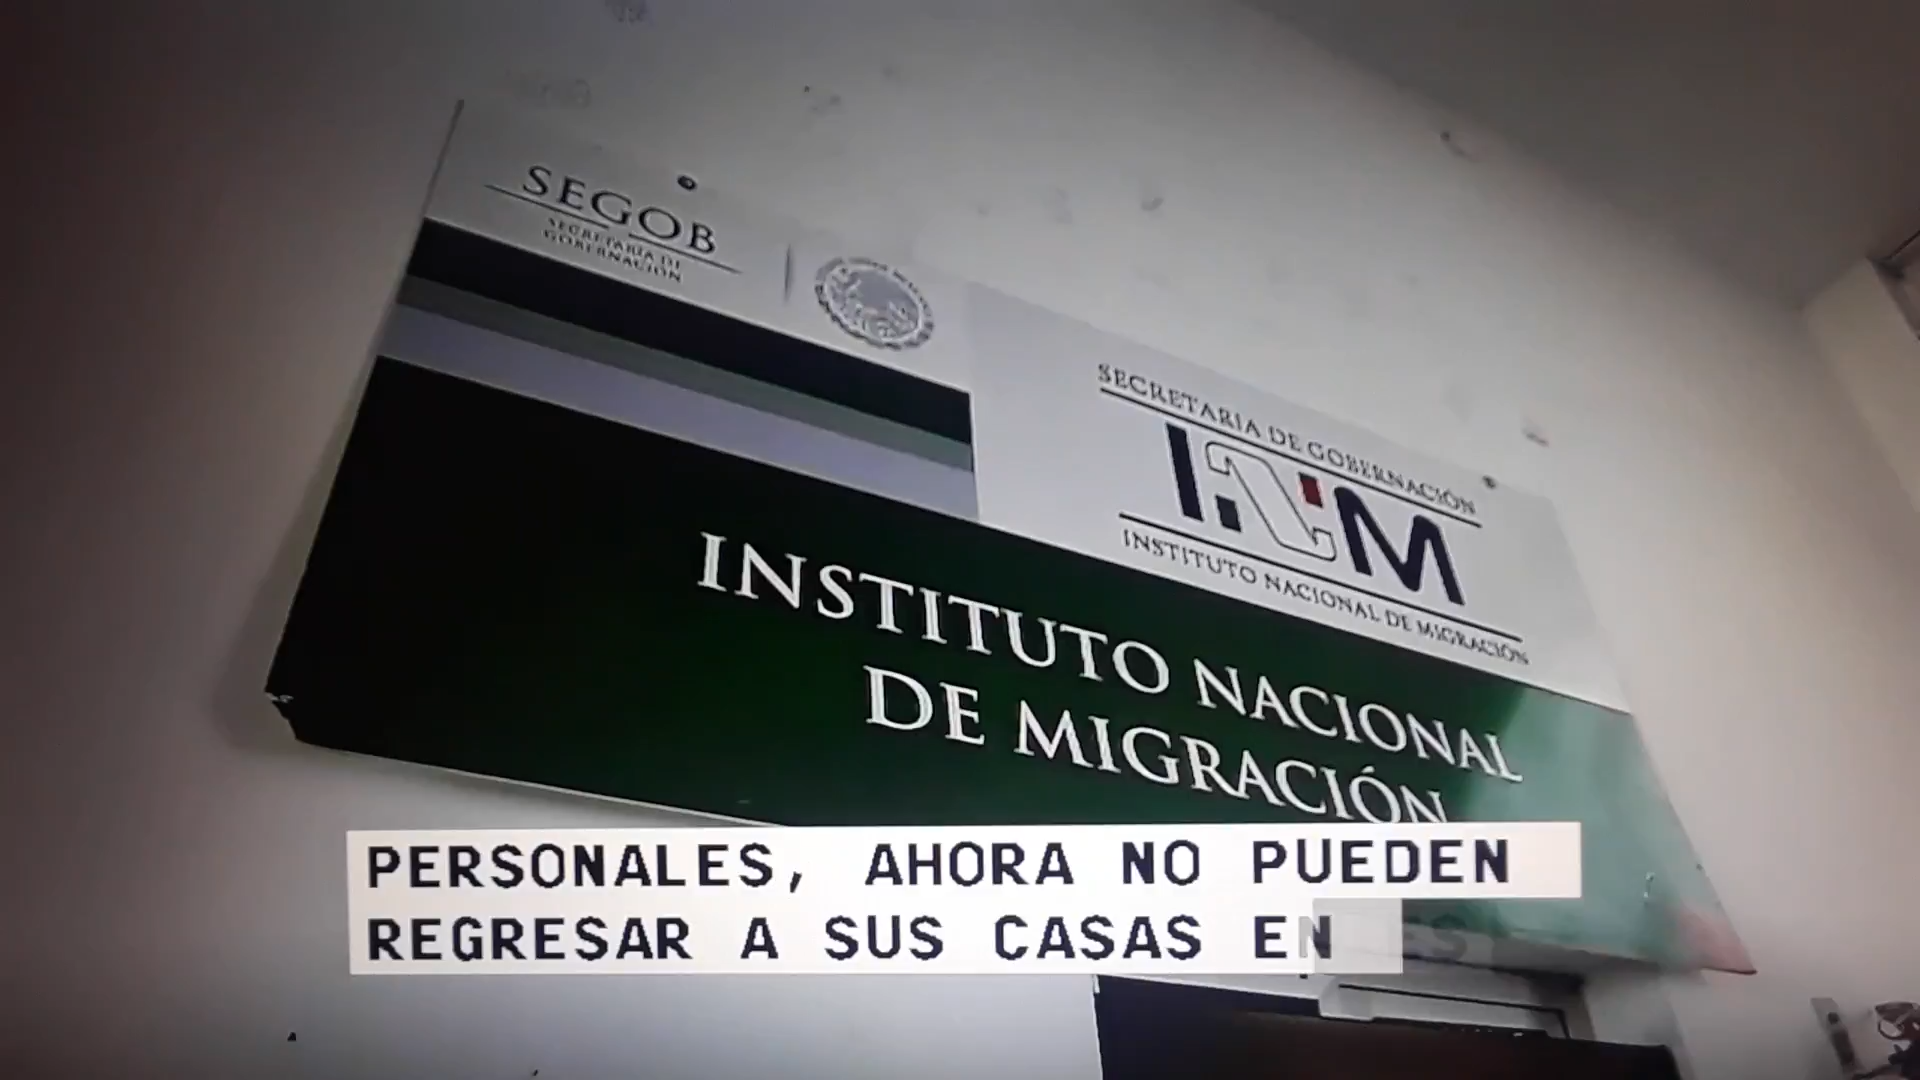 SEGOB
SECRETARÍA DE
GOBERNACIÓN
SECRETARIA DE GOBERNACIÓN
INM
INSTITUTO NACIONAL DE MIGRACIÓN
INSTITUTO NACIONAL
DE MIGRACIÓN
PERSONALES, AHORA NO PUEDEN
REGRESAR A SUS CASAS EN